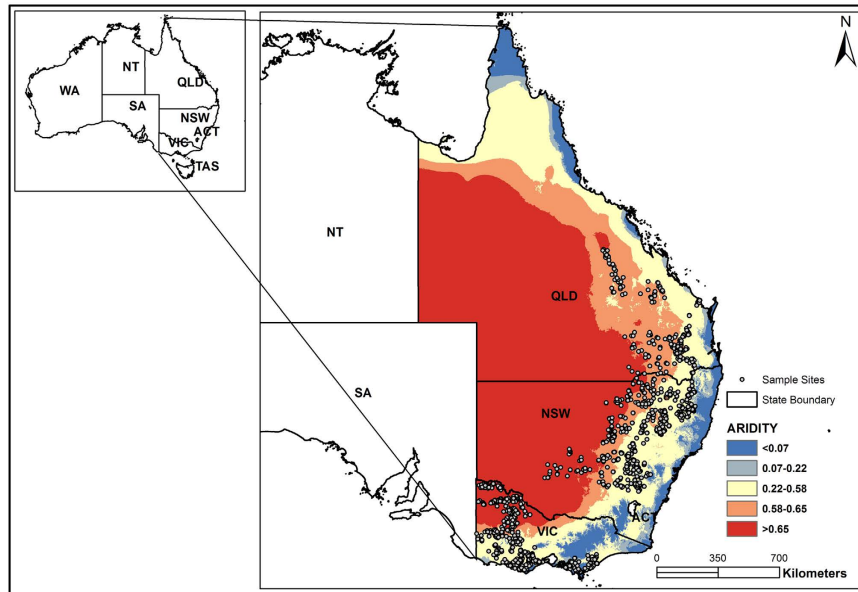 N
WA
NT
QLD
SA
NSW
ACT
VIC
TAS
NT
QLD
SA
NSW
ACT
VIC
Sample Sites
State Boundary
ARIDITY
<0.07
0.07-0.22
0.22-0.58
0.58-0.65
>0.65
0 350 700
Kilometers